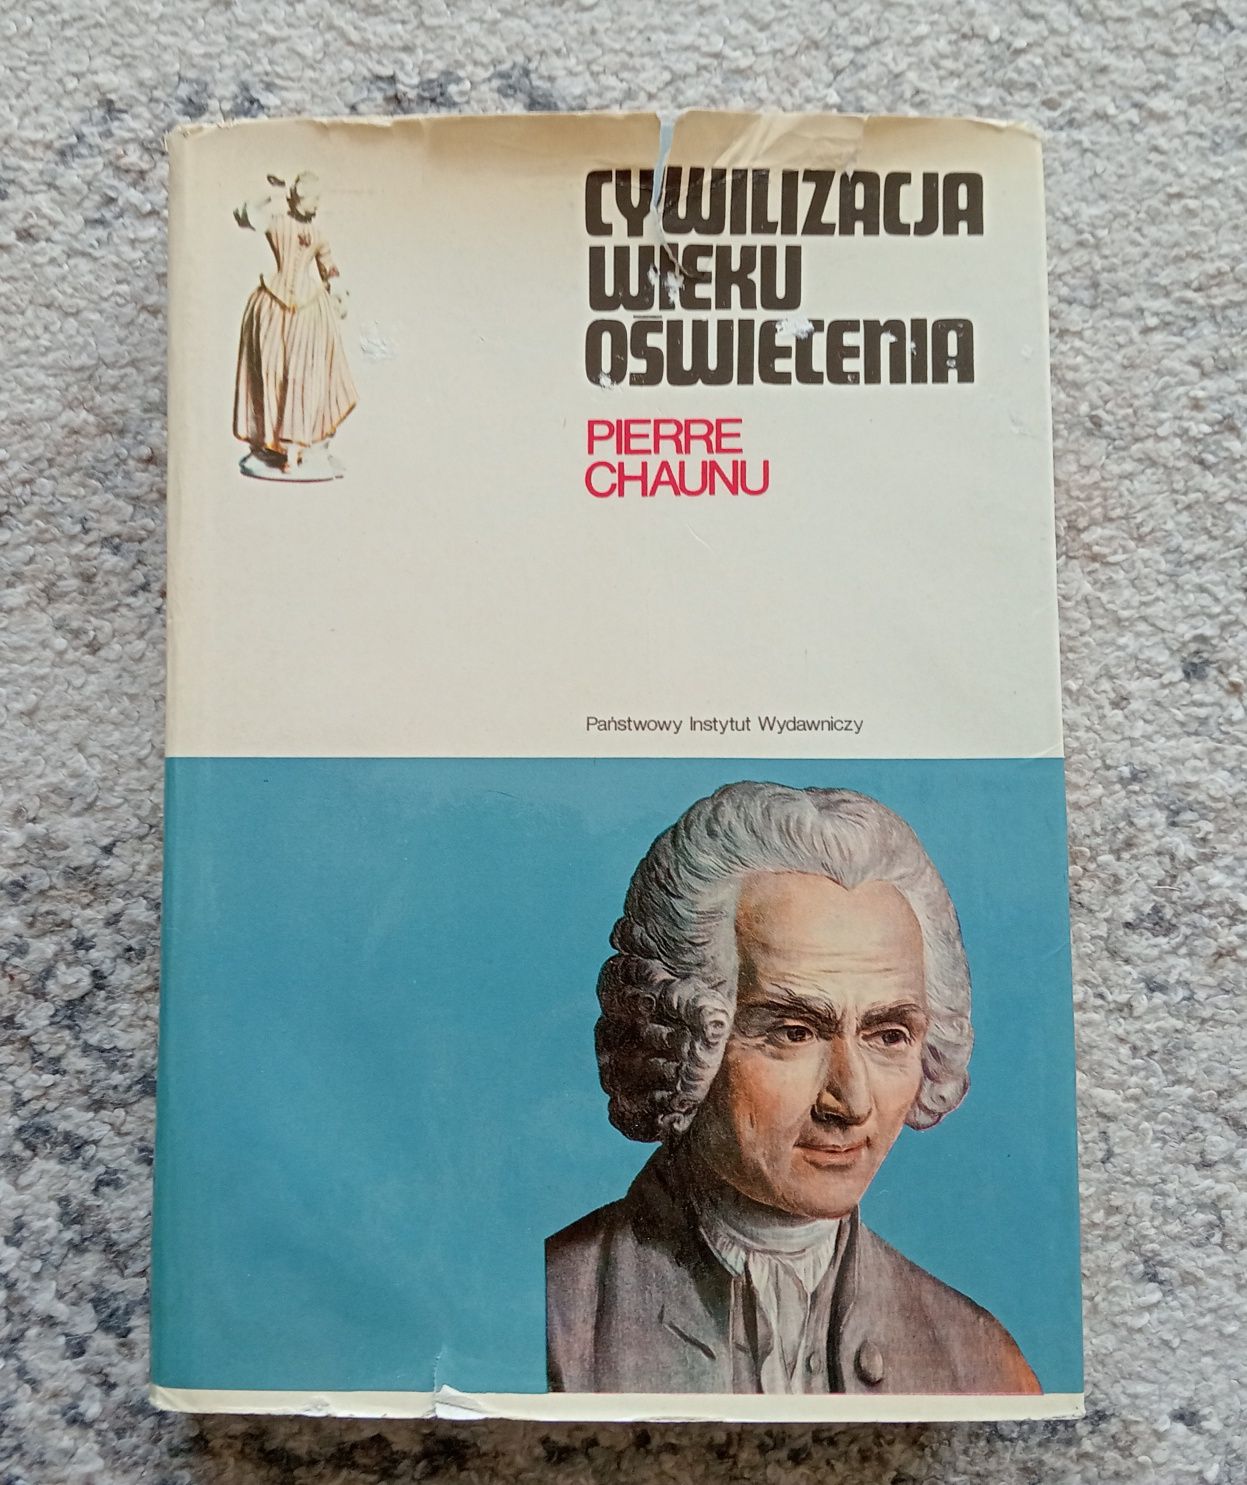 CYWILIZACJA
WIEKU
OŚWIECENIA
PIERRE
CHAUNU
Państwowy Instytut Wydawniczy